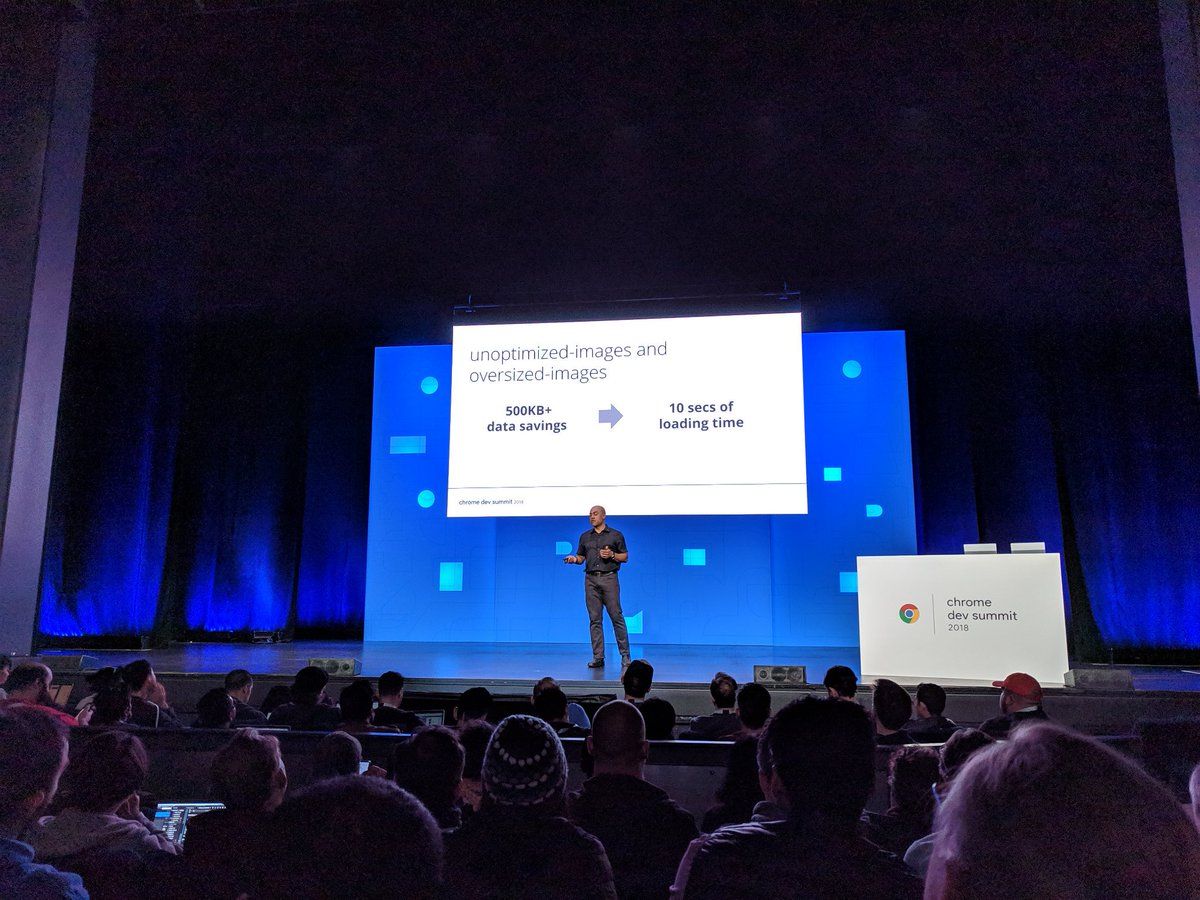 unoptimized-images and
oversized-images
500KB+
data savings
10 secs of
loading time
chrome dev summit 2018
chrome
dev summit
2018